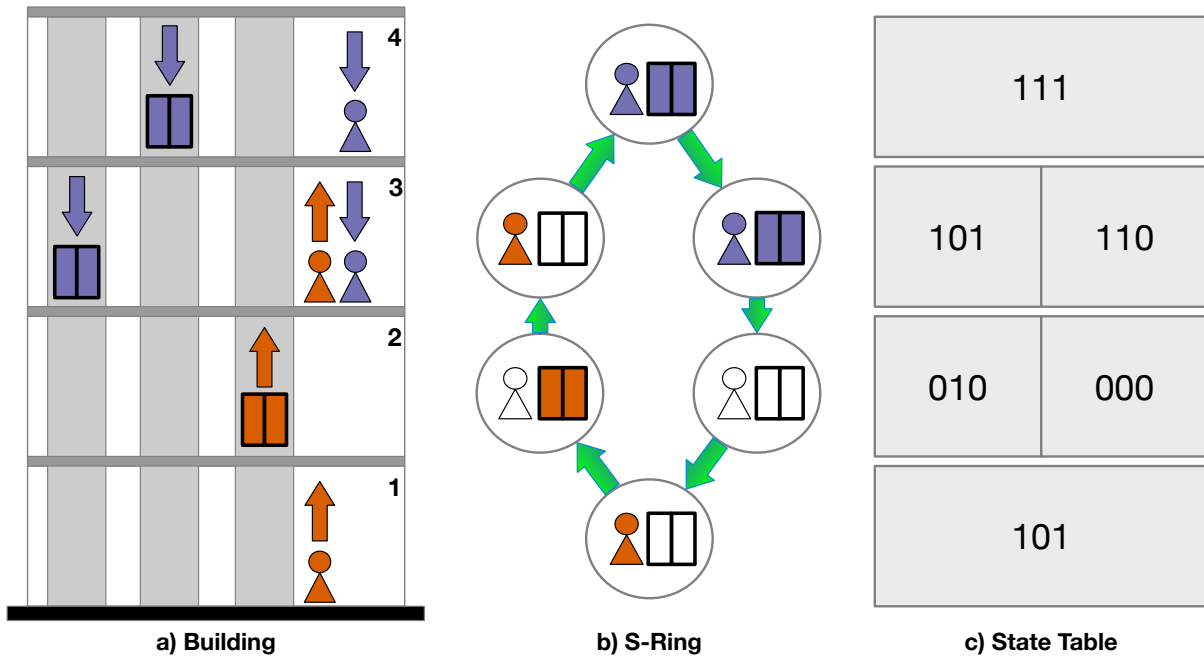 4
3
2
1
a) Building
b) S-Ring
111
101 110
010 000
101
c) State Table